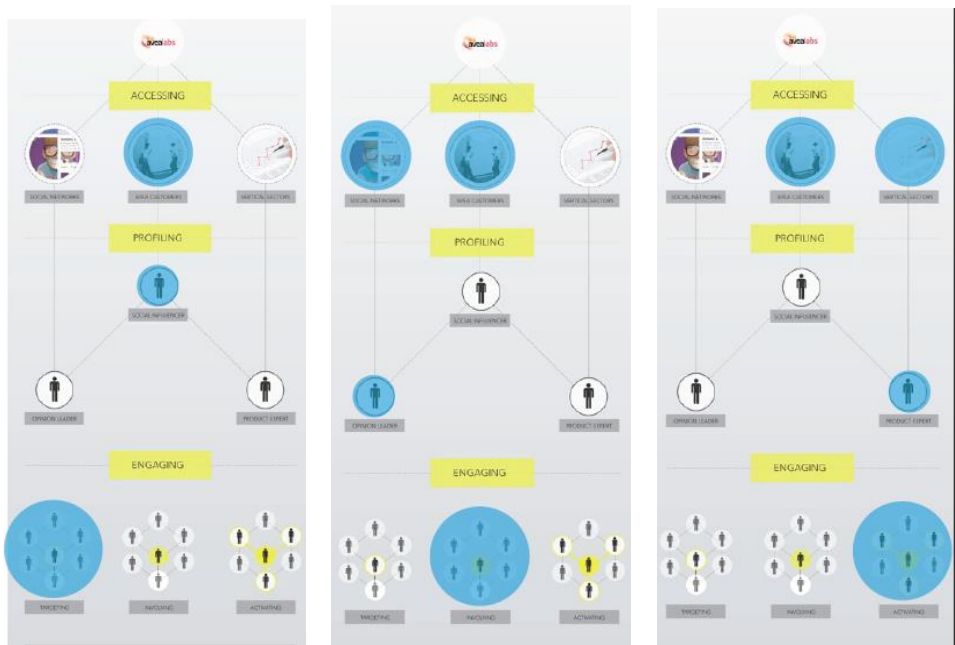 avealabs
ACCESSING
SOCIAL NETWORKS
AVEA CUSTOMERS
VERTICAL SECTORS
PROFILING
SOCIAL INFLUENCER
OPINION LEADER
PRODUCT EXPERT
ENGAGING
TARGETING
INVOLVING
ACTIVATING
avealabs
ACCESSING
SOCIAL NETWORKS
AVEA CUSTOMERS
VERTICAL SECTORS
PROFILING
SOCIAL INFLUENCER
OPINION LEADER
PRODUCT EXPERT
ENGAGING
TARGETING
INVOLVING
ACTIVATING
avealabs
ACCESSING
SOCIAL NETWORKS
AVEA CUSTOMERS
VERTICAL SECTORS
PROFILING
SOCIAL INFLUENCER
OPINION LEADER
PRODUCT EXPERT
ENGAGING
TARGETING
INVOLVING
ACTIVATING